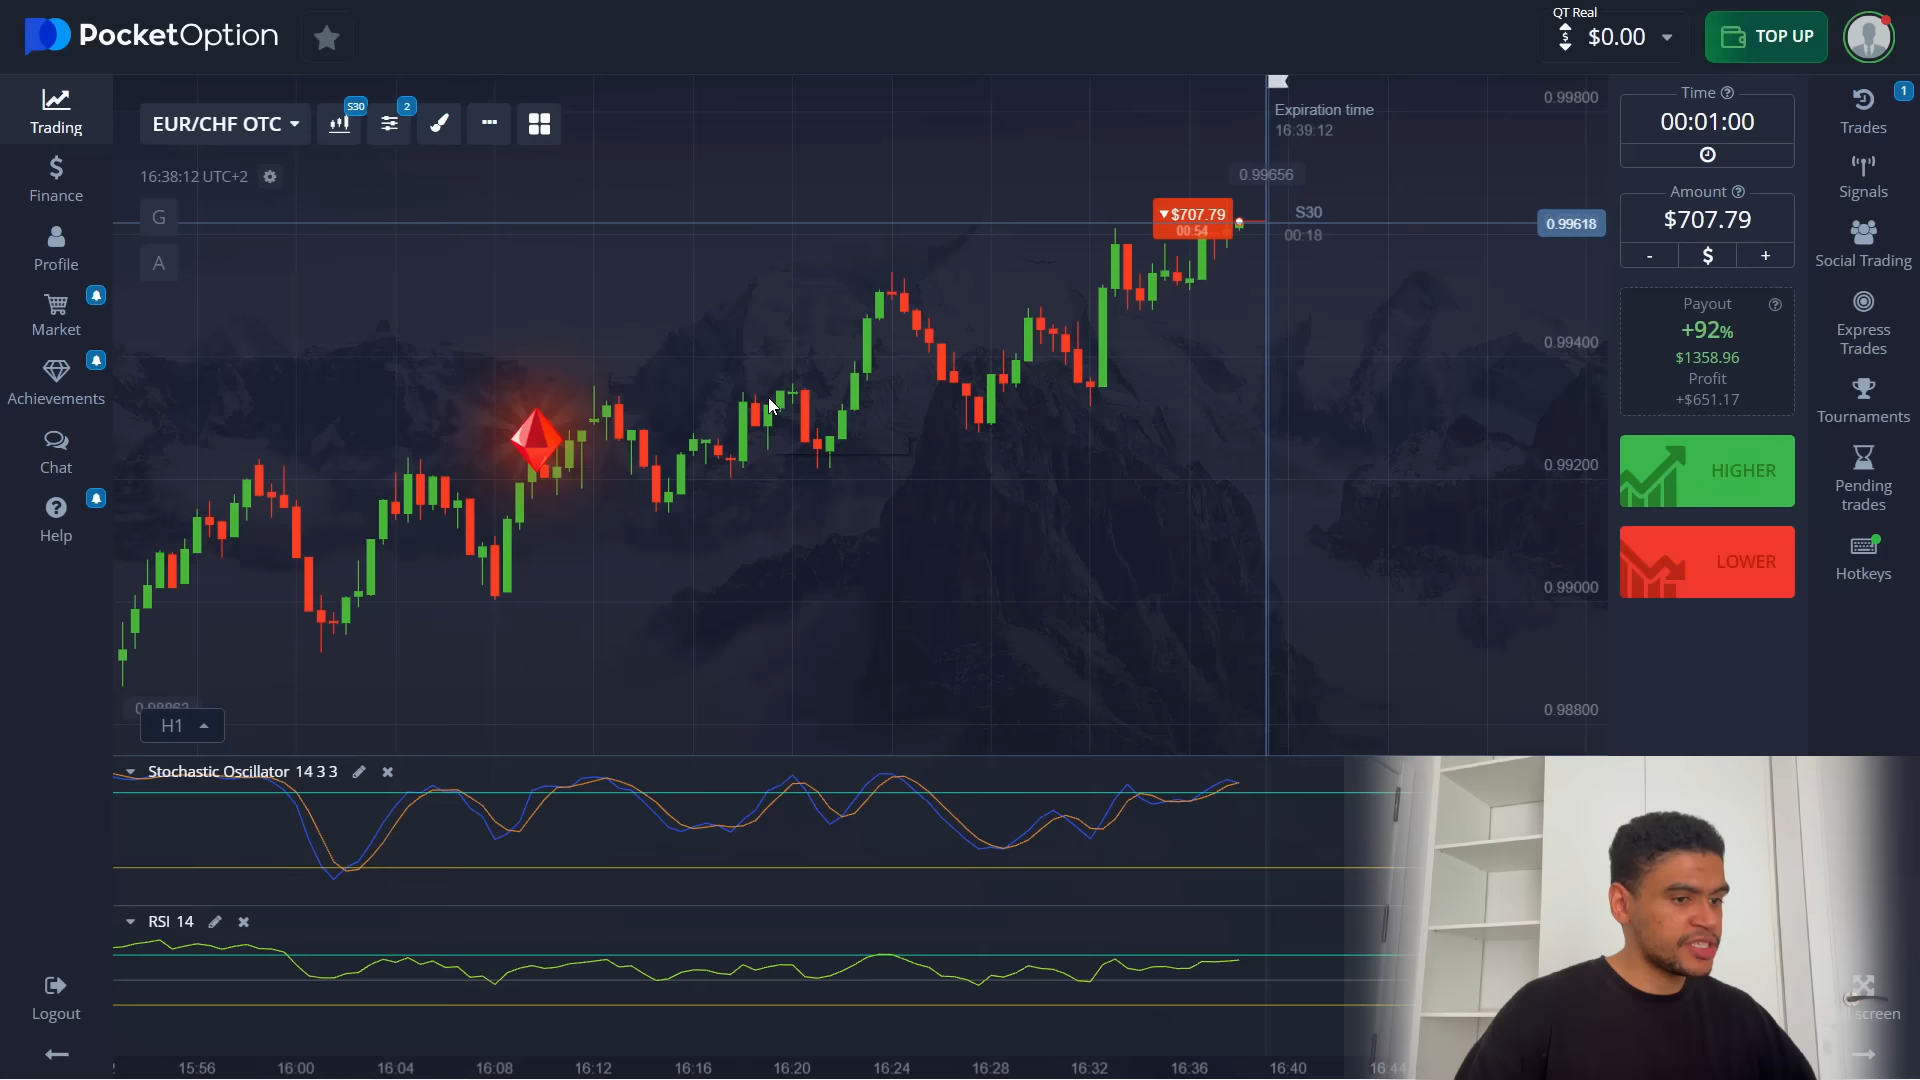 PocketOption
QT Real
$0.00
TOP UP
Trading
Finance
Profile
Market
Achievements
Chat
Help
Logout
EUR/CHF OTC
S30
2
16:38:12 UTC+2
G
A
Expiration time
16:39:12
0.99656
$707.79
00:54
S30
00:18
0.99800
0.99618
0.99400
0.99200
0.99000
0.98800
H1
Stochastic Oscillator 14 3 3
RSI 14
15:56
16:00
16:04
16:08
16:12
16:16
16:20
16:24
16:28
16:32
16:36
16:40
16:44
Time
00:01:00
Amount
$707.79
- $ +
Payout
+92%
$1358.96
Profit
+$651.17
HIGHER
LOWER
1
Trades
Signals
Social Trading
Express
Trades
Tournaments
Pending
trades
Hotkeys
screen